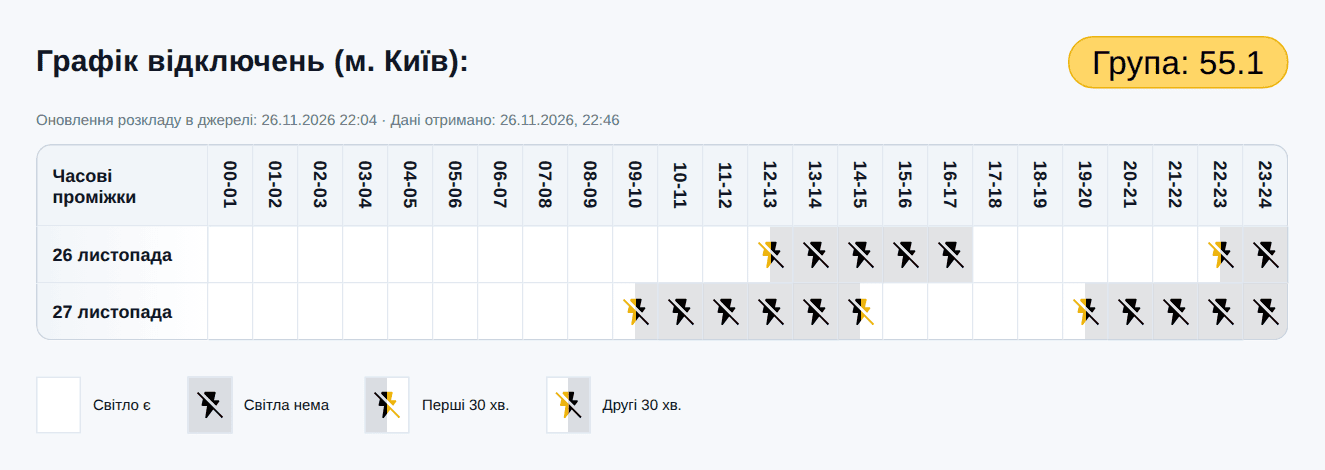 Графік відключень (м. Київ):
Група: 55.1
Оновлення розкладу в джерелі: 26.11.2026 22:04 · Дані отримано: 26.11.2026, 22:46
Часові
проміжки
00-01
01-02
02-03
03-04
04-05
05-06
06-07
07-08
08-09
09-10
10-11
11-12
12-13
13-14
14-15
15-16
16-17
17-18
18-19
19-20
20-21
21-22
22-23
23-24
26 листопада
27 листопада
Світло є
Світла нема
Перші 30 хв.
Другі 30 хв.